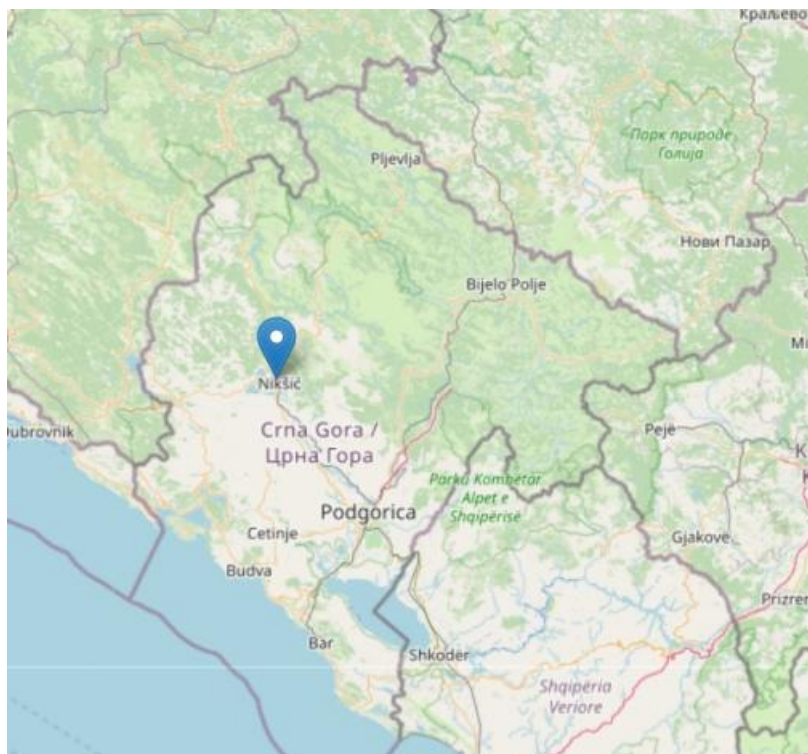 Краљево
Парк природе
Голија
Pljevlja
Нови Пазар
Bijelo Polje
Nikšić
Dubrovnik
Crna Gora /
Црна Гора
Pejë
Parku Kombëtar
Alpet e
Shqipërisë
Podgorica
Cetinje
Gjakovë
Budva
Prizren
Bar
Shkodër
Shqipëria
Veriore